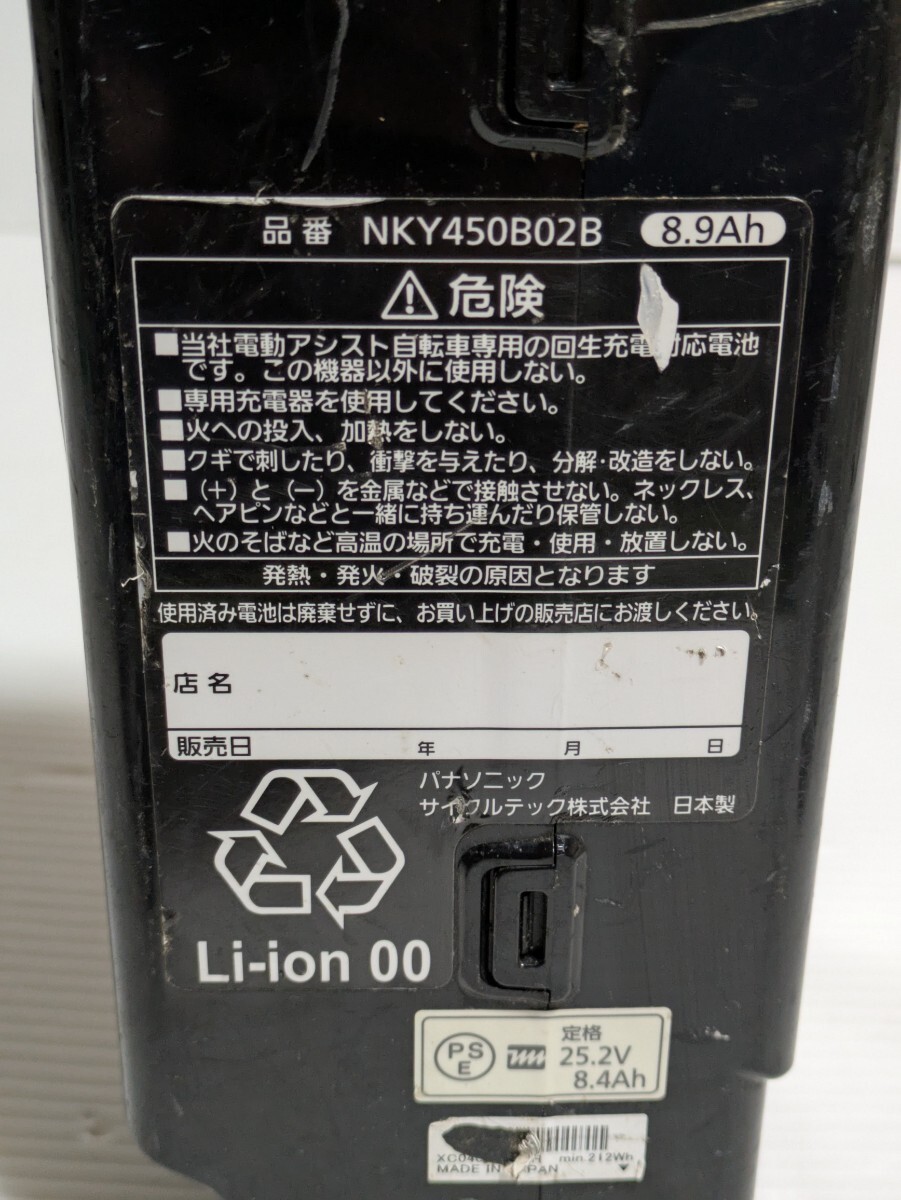 品番 NKY450B02B 8.9Ah
危険
■当社電動アシスト自転車専用の回生充電対応電池
です。この機器以外に使用しない。
■専用充電器を使用してください。
■火への投入、加熱をしない。
■クギで刺したり、衝撃を与えたり、分解・改造をしない。
■（＋）と（－）を金属などで接触させない。ネックレス、
ヘアピンなどと一緒に持ち運んだり保管しない。
■火のそばなど高温の場所で充電・使用・放置しない。
発熱・発火・破裂の原因となります
使用済み電池は廃棄せずに、お買い上げの販売店にお渡しください。
店名
販売日 年 月 日
パナソニック
サイクルテック株式会社 日本製
Li-ion 00
PSE
定格
25.2V
8.4Ah
min.212Wh
MADE IN JAPAN